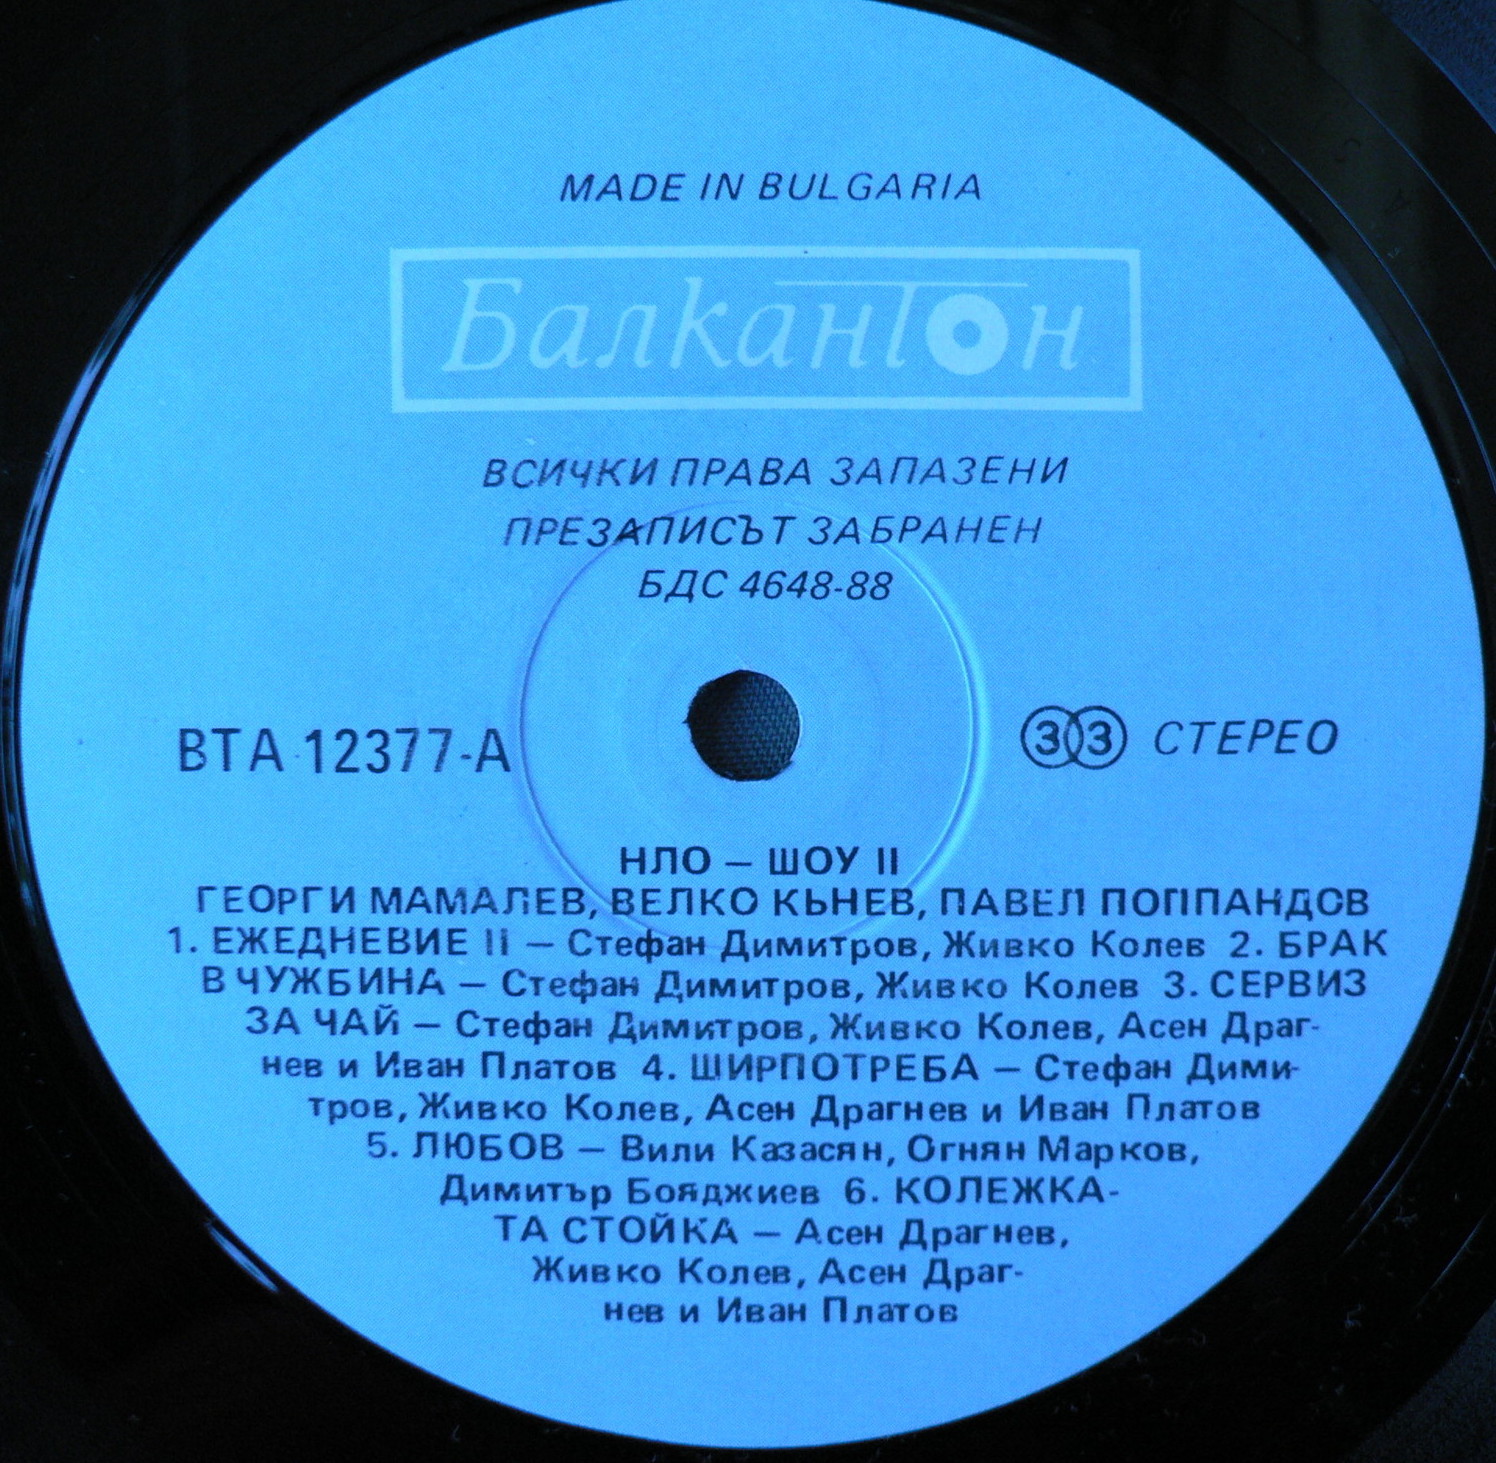 MADE IN BULGARIA
Балкантон
ВСИЧКИ ПРАВА ЗАПАЗЕНИ
ПРЕЗАПИСЪТ ЗАБРАНЕН
БДС 4648-88
ВТА 12377-А
33 СТЕРЕО
НЛО – ШОУ II
ГЕОРГИ МАМАЛЕВ, ВЕЛКО КЪНЕВ, ПАВЕЛ ПОППАНДОВ
1. ЕЖЕДНЕВИЕ II – Стефан Димитров, Живко Колев 2. БРАК
В ЧУЖБИНА – Стефан Димитров, Живко Колев 3. СЕРВИЗ
ЗА ЧАЙ – Стефан Димитров, Живко Колев, Асен Драг-
нев и Иван Платов 4. ШИРПОТРЕБА – Стефан Дими-
тров, Живко Колев, Асен Драгнев и Иван Платов
5. ЛЮБОВ – Вили Казасян, Огнян Марков,
Димитър Бояджиев 6. КОЛЕЖКА-
ТА СТОЙКА – Асен Драгнев,
Живко Колев, Асен Драг-
нев и Иван Платов